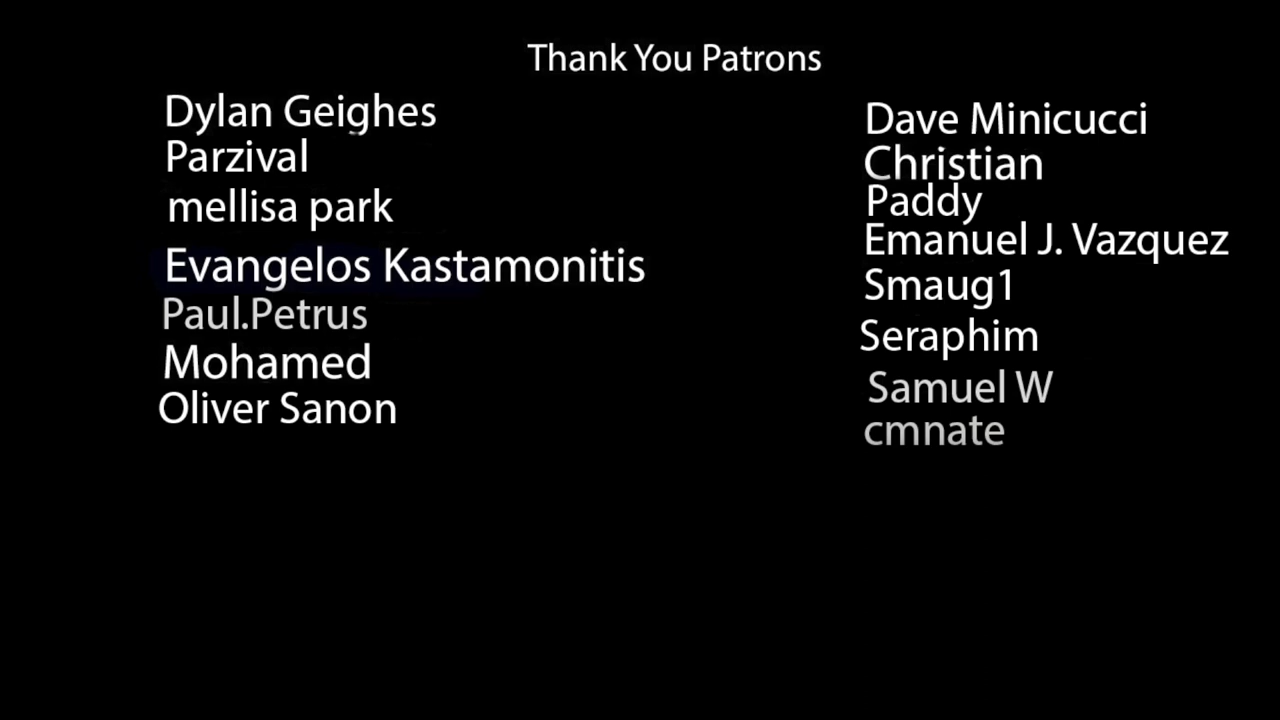 Thank You Patrons
Dylan Geighes
Parzival
mellisa park
Evangelos Kastamonitis
Paul.Petrus
Mohamed
Oliver Sanon
Dave Minicucci
Christian
Paddy
Emanuel J. Vazquez
Smaug1
Seraphim
Samuel W
cmnate